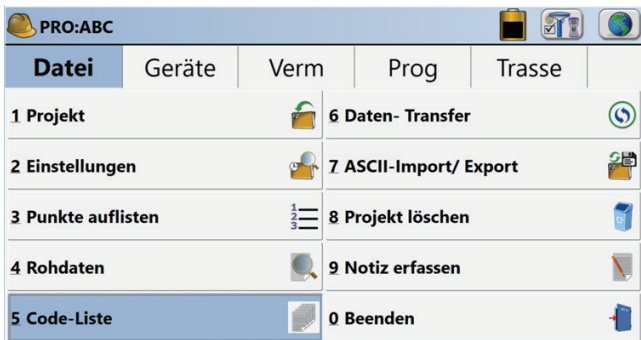 PRO:ABC
Datei Geräte Verm Prog Trasse
1 Projekt
2 Einstellungen
3 Punkte auflisten
4 Rohdaten
5 Code-Liste
6 Daten- Transfer
7 ASCII-Import/ Export
8 Projekt löschen
9 Notiz erfassen
0 Beenden